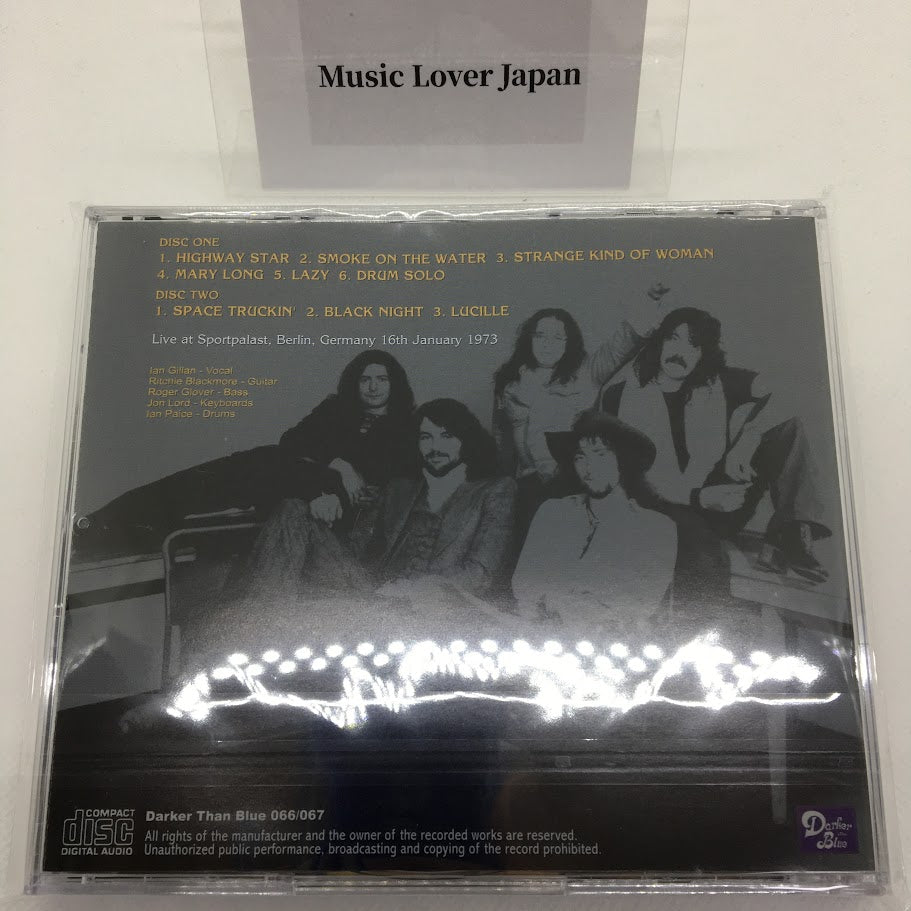 Music Lover Japan
DISC ONE
1. HIGHWAY STAR 2. SMOKE ON THE WATER 3. STRANGE KIND OF WOMAN
4. MARY LONG 5. LAZY 6. DRUM SOLO
DISC TWO
1. SPACE TRUCKIN' 2. BLACK NIGHT 3. LUCILLE
Live at Sportpalast, Berlin, Germany 16th January 1973
Ian Gillan - Vocal
Ritchie Blackmore - Guitar
Roger Glover - Bass
Jon Lord - Keyboards
Ian Paice - Drums
COMPACT
disc
DIGITAL AUDIO
Darker Than Blue 066/067
All rights of the manufacturer and the owner of the recorded works are reserved.
Unauthorized public performance, broadcasting and copying of the record prohibited.
Darker
Blue